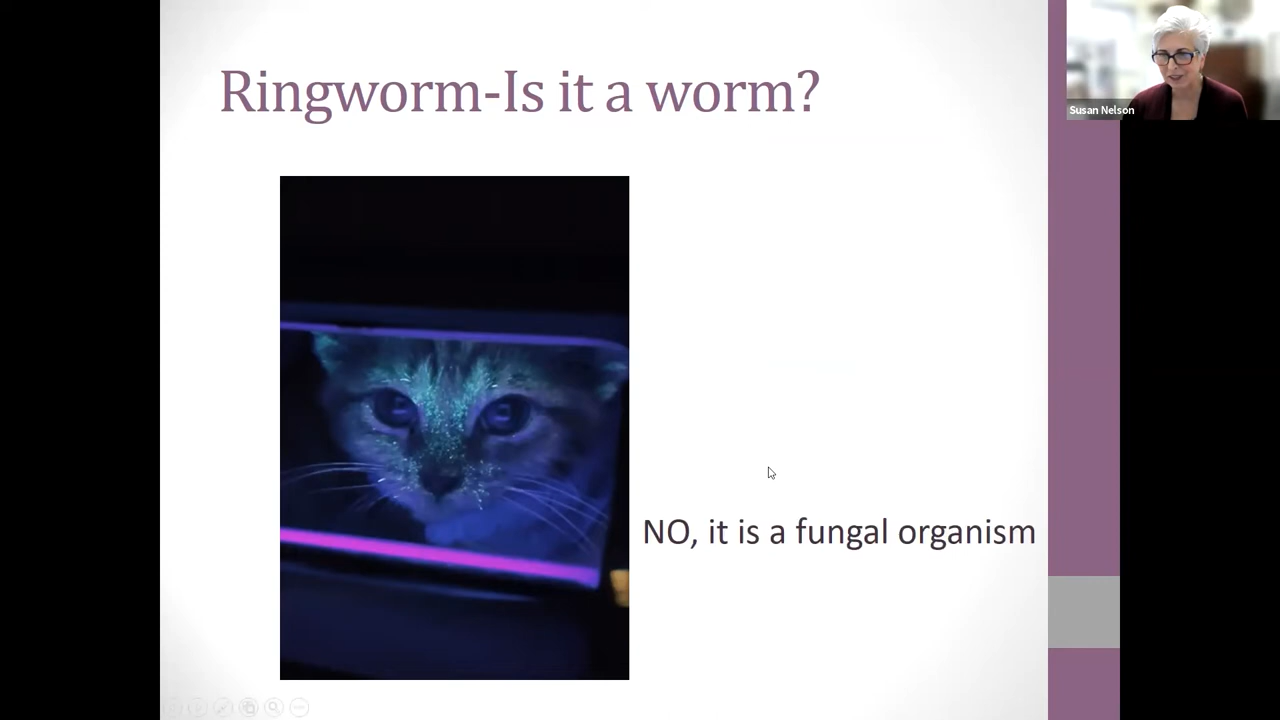 Ringworm-Is it a worm?
Susan Nelson
NO, it is a fungal organism